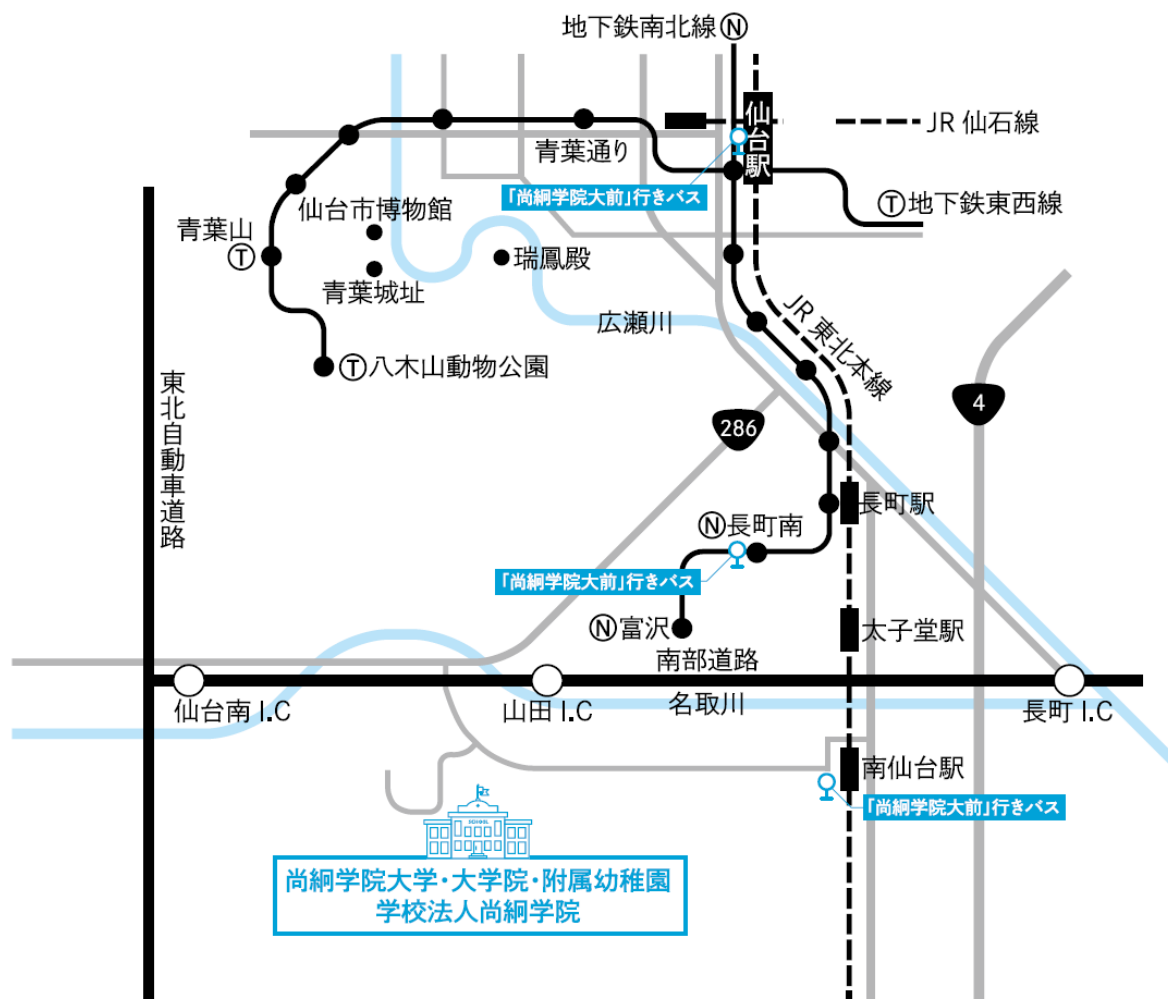 地下鉄南北線Ⓝ
仙台駅
JR 仙石線
青葉通り
「尚絅学院大前」行きバス
Ⓣ地下鉄東西線
仙台市博物館
青葉山
Ⓣ
瑞鳳殿
青葉城址
広瀬川
JR 東北本線
Ⓣ八木山動物公園
東北自動車道路
4
286
長町駅
Ⓝ長町南
「尚絅学院大前」行きバス
Ⓝ富沢
太子堂駅
南部道路
仙台南 I.C
山田 I.C
名取川
長町 I.C
南仙台駅
「尚絅学院大前」行きバス
SCHOOL
尚絅学院大学・大学院・附属幼稚園
学校法人尚絅学院